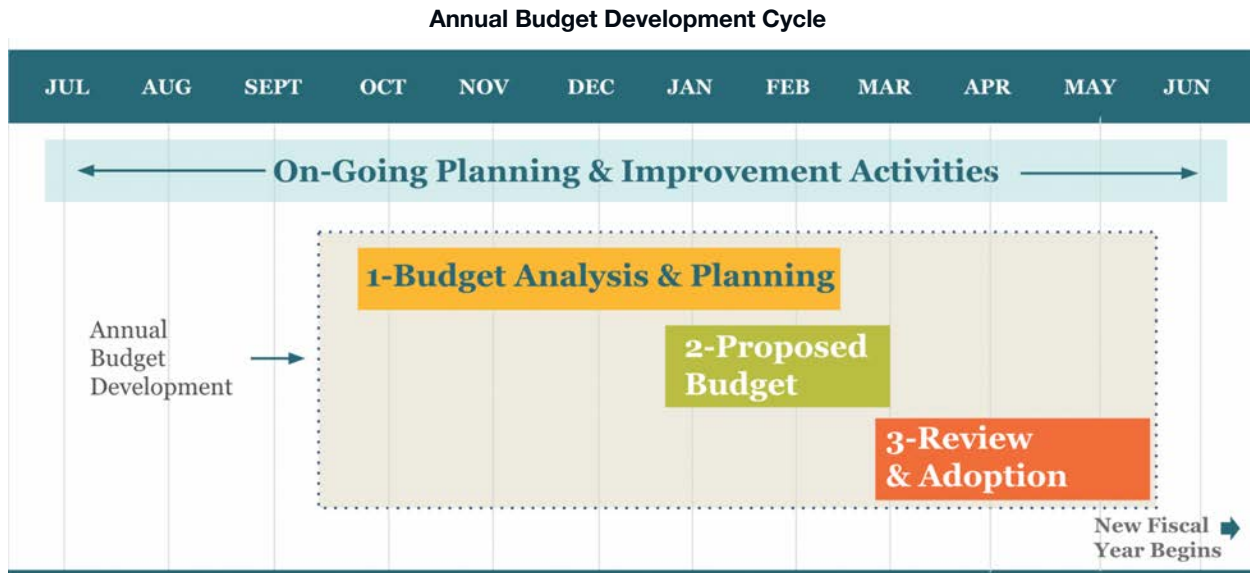 Annual Budget Development Cycle
JUL AUG SEPT OCT NOV DEC JAN FEB MAR APR MAY JUN
On-Going Planning & Improvement Activities
1-Budget Analysis & Planning
Annual
Budget
Development
2-Proposed
Budget
3-Review
& Adoption
New Fiscal
Year Begins